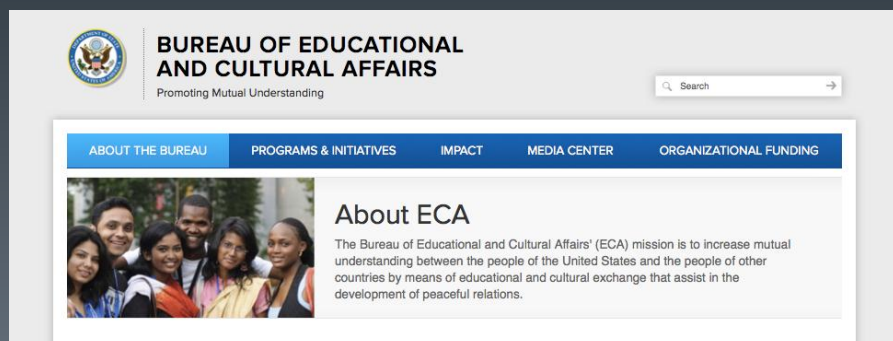 BUREAU OF EDUCATIONAL
AND CULTURAL AFFAIRS
Promoting Mutual Understanding
Search
ABOUT THE BUREAU PROGRAMS & INITIATIVES IMPACT MEDIA CENTER ORGANIZATIONAL FUNDING
About ECA
The Bureau of Educational and Cultural Affairs' (ECA) mission is to increase mutual
understanding between the people of the United States and the people of other
countries by means of educational and cultural exchange that assist in the
development of peaceful relations.